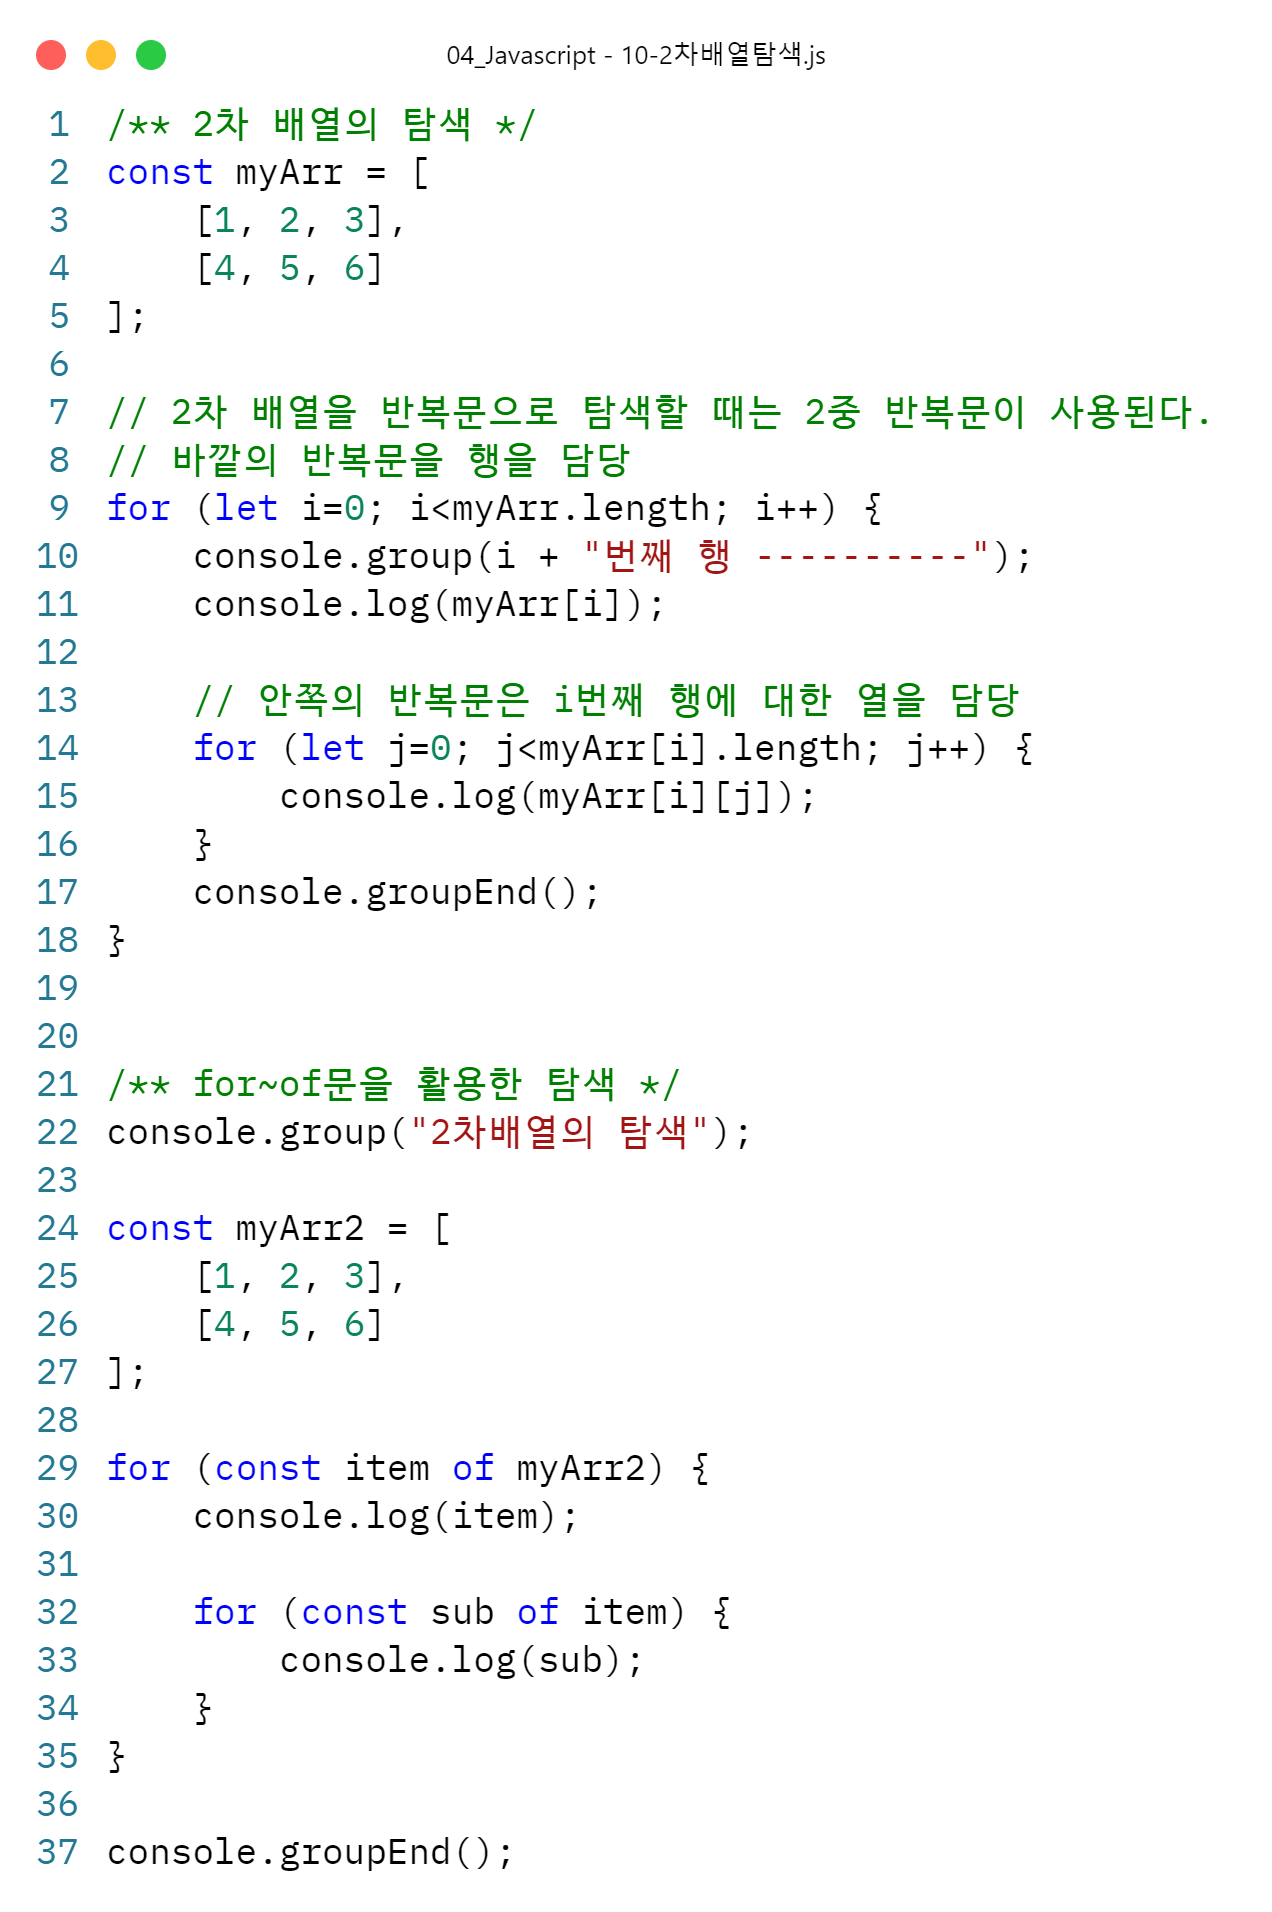 04_Javascript - 10-2차배열탐색.js
1 /** 2차 배열의 탐색 */
2 const myArr = [
3     [1, 2, 3],
4     [4, 5, 6]
5 ];
6
7 // 2차 배열을 반복문으로 탐색할 때는 2중 반복문이 사용된다.
8 // 바깥의 반복문을 행을 담당
9 for (let i=0; i<myArr.length; i++) {
10     console.group(i + "번째 행 ----------");
11     console.log(myArr[i]);
12
13     // 안쪽의 반복문은 i번째 행에 대한 열을 담당
14     for (let j=0; j<myArr[i].length; j++) {
15         console.log(myArr[i][j]);
16     }
17     console.groupEnd();
18 }
19
20
21 /** for~of문을 활용한 탐색 */
22 console.group("2차배열의 탐색");
23
24 const myArr2 = [
25     [1, 2, 3],
26     [4, 5, 6]
27 ];
28
29 for (const item of myArr2) {
30     console.log(item);
31
32     for (const sub of item) {
33         console.log(sub);
34     }
35 }
36
37 console.groupEnd();